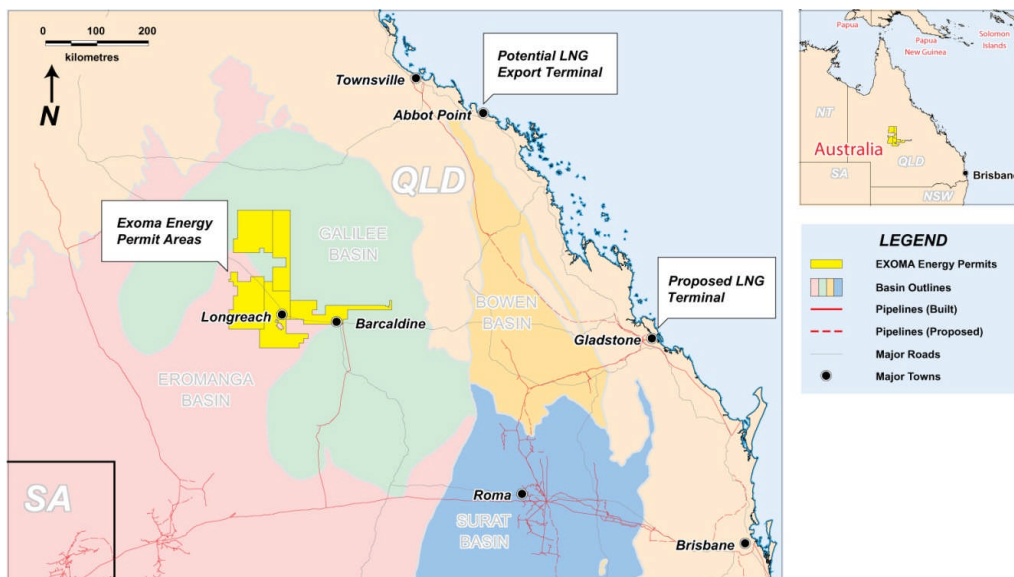 0
100
200
kilometres
N
Townsville
Potential LNG
Export Terminal
Abbot Point
QLD
Exoma Energy
Permit Areas
GALILEE
BASIN
Longreach
Barcaldine
BOWEN
BASIN
Proposed LNG
Terminal
Gladstone
EROMANGA
BASIN
SA
Roma
SURAT
BASIN
Brisbane
Papua
Papua
New Guinea
Solomon
Islands
NT
Australia
QLD
SA
Brisbane
NSW
LEGEND
EXOMA Energy Permits
Basin Outlines
Pipelines (Built)
Pipelines (Proposed)
Major Roads
Major Towns